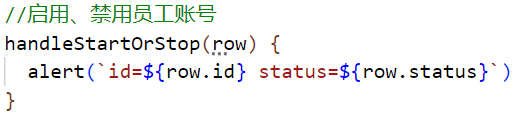 //启用、禁用员工账号
handleStartOrStop(row) {
  alert(`id=${row.id} status=${row.status}`)
}